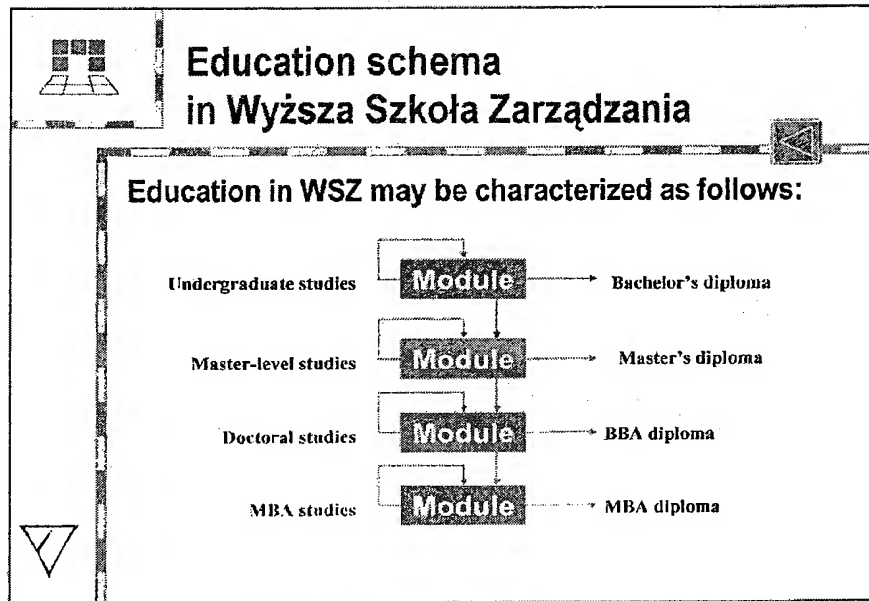 Education schema
in Wyższa Szkoła Zarządzania
Education in WSZ may be characterized as follows:
Undergraduate studies Module Bachelor's diploma
Master-level studies Module Master's diploma
Doctoral studies Module BBA diploma
MBA studies Module MBA diploma